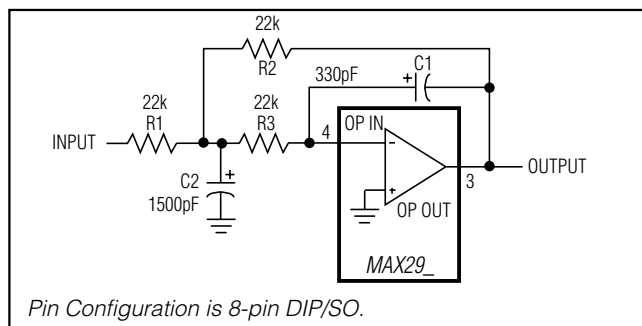 22k
R2
330pF
C1
+
22k
R1
22k
R3
4
OP IN
-
INPUT
OUTPUT
3
C2
+
1500pF
+
OP OUT
MAX29_
Pin Configuration is 8-pin DIP/SO.